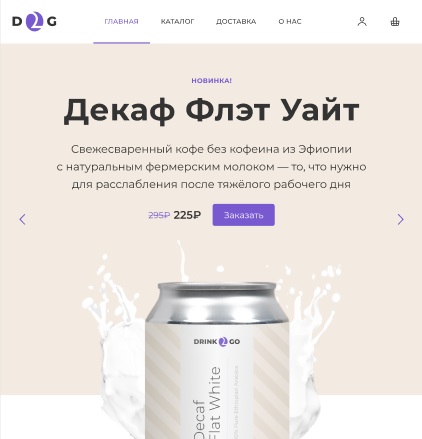 D 2 G
ГЛАВНАЯ КАТАЛОГ ДОСТАВКА О НАС
НОВИНКА!
Декаф Флэт Уайт
Свежесваренный кофе без кофеина из Эфиопии
с натуральным фермерским молоком — то, что нужно
для расслабления после тяжёлого рабочего дня
295₽ 225₽ Заказать
DRINK 2 GO
Decaf
Flat White